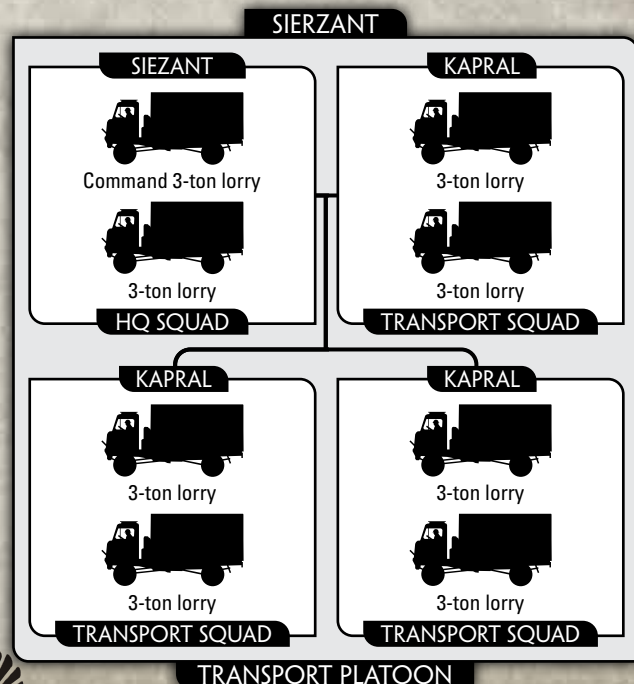 SIERZANT
SIEZANT
Command 3-ton lorry
3-ton lorry
HQ SQUAD
KAPRAL
3-ton lorry
3-ton lorry
TRANSPORT SQUAD
KAPRAL
3-ton lorry
3-ton lorry
TRANSPORT SQUAD
KAPRAL
3-ton lorry
3-ton lorry
TRANSPORT SQUAD
TRANSPORT PLATOON